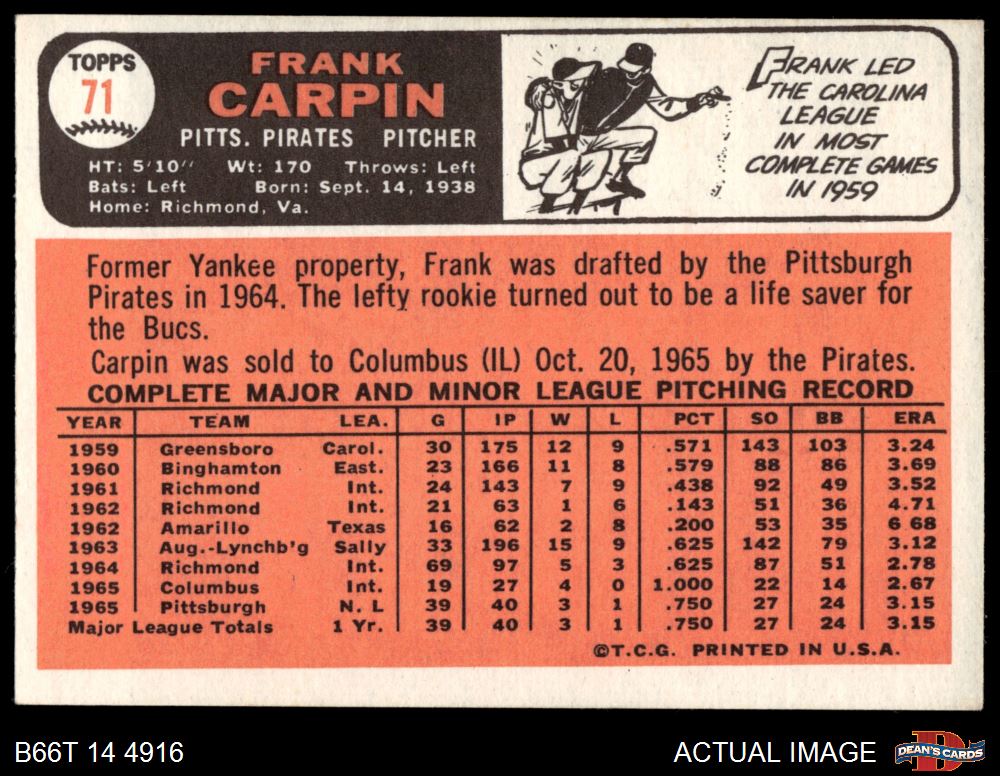 TOPPS
71
FRANK
CARPIN
PITTS. PIRATES PITCHER
HT: 5'10" Wt: 170 Throws: Left
Bats: Left Born: Sept. 14, 1938
Home: Richmond, Va.
FRANK LED
THE CAROLINA
LEAGUE
IN MOST
COMPLETE GAMES
IN 1959
Former Yankee property, Frank was drafted by the Pittsburgh
Pirates in 1964. The lefty rookie turned out to be a life saver for
the Bucs.
Carpin was sold to Columbus (IL) Oct. 20, 1965 by the Pirates.
COMPLETE MAJOR AND MINOR LEAGUE PITCHING RECORD
YEAR TEAM LEA. G IP W L PCT SO BB ERA
1959 Greensboro Carol. 30 175 12 9 .571 143 103 3.24
1960 Binghamton East. 23 166 11 8 .579 88 86 3.69
1961 Richmond Int. 24 143 7 9 .438 92 49 3.52
1962 Richmond Int. 21 63 1 6 .143 51 36 4.71
1962 Amarillo Texas 16 62 2 8 .200 53 35 6.68
1963 Aug.-Lynchb'g Sally 33 196 15 9 .625 142 79 3.12
1964 Richmond Int. 69 97 5 3 .625 87 51 2.78
1965 Columbus Int. 19 27 4 0 1.000 22 14 2.67
1965 Pittsburgh N. L 39 40 3 1 .750 27 24 3.15
Major League Totals 1 Yr. 39 40 3 1 .750 27 24 3.15
©T.C.G. PRINTED IN U.S.A.
B66T 14 4916 ACTUAL IMAGE DEAN'S CARDS